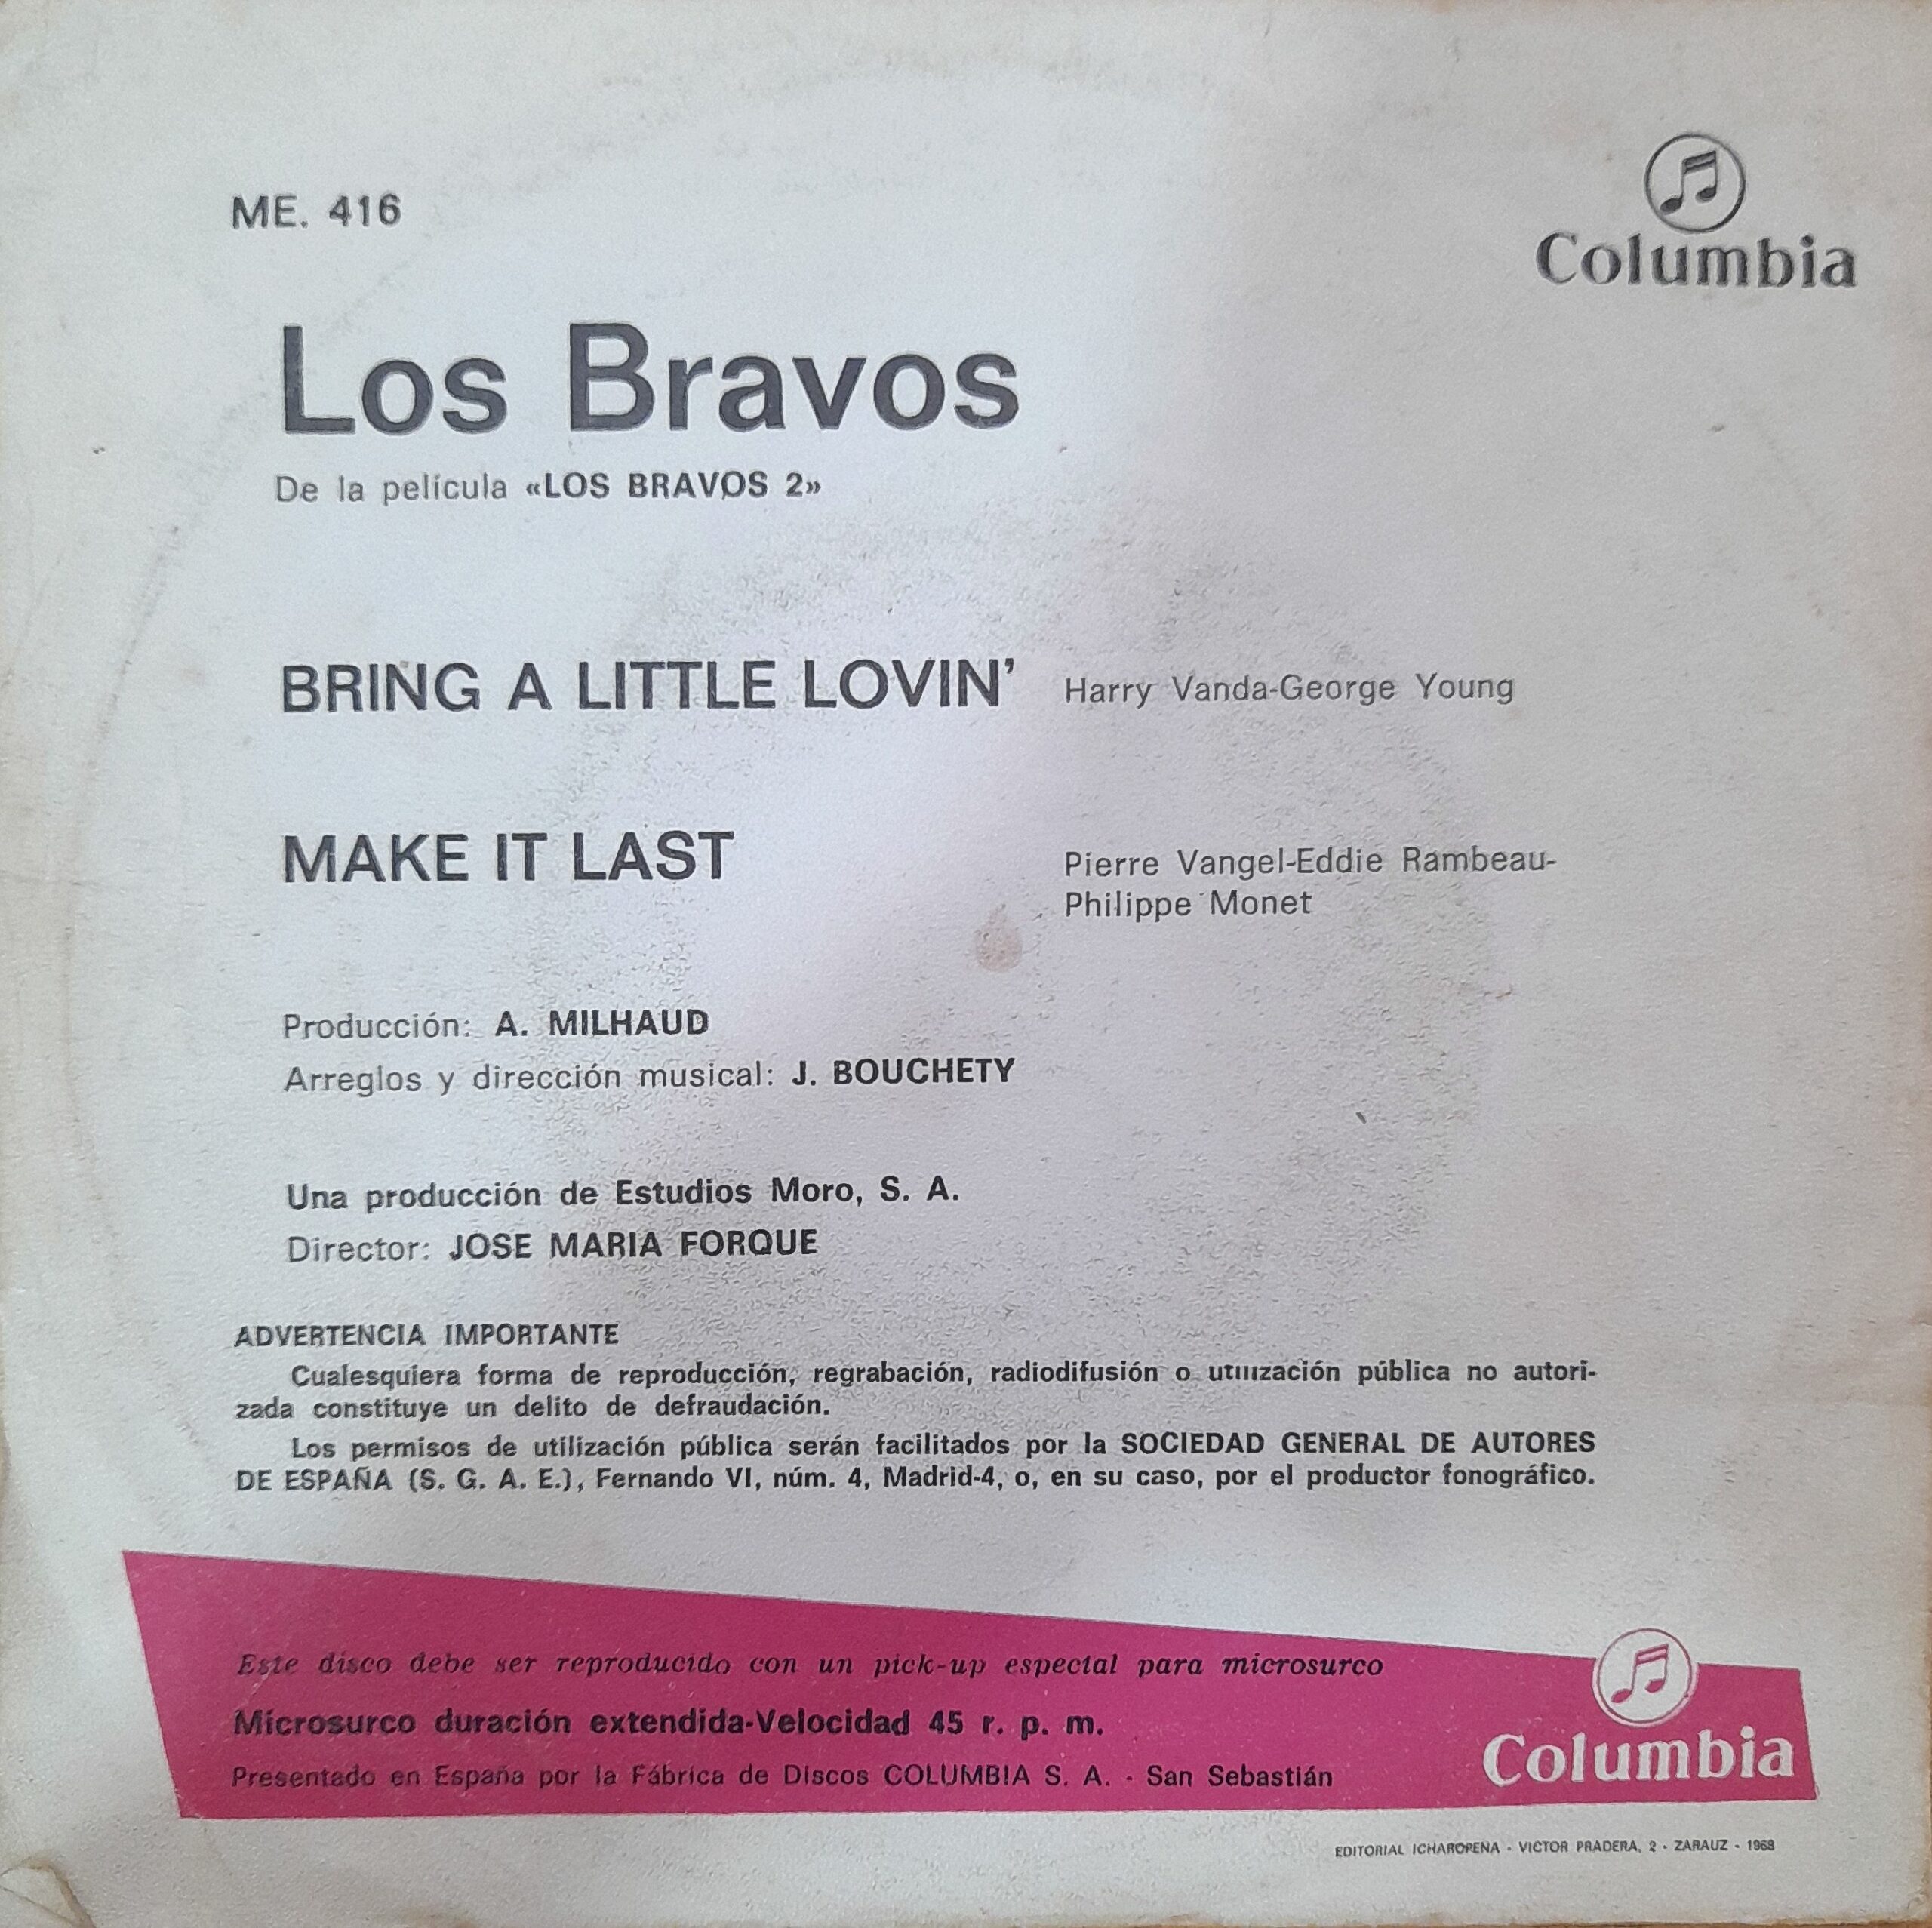 ME. 416
Columbia
Los Bravos
De la película «LOS BRAVOS 2»
BRING A LITTLE LOVIN’ Harry Vanda-George Young
MAKE IT LAST Pierre Vangel-Eddie Rambeau-
Philippe Monet
Producción: A. MILHAUD
Arreglos y dirección musical: J. BOUCHETY
Una producción de Estudios Moro, S. A.
Director: JOSE MARIA FORQUE
ADVERTENCIA IMPORTANTE
Cualesquiera forma de reproducción, regrabación, radiodifusión o utilización pública no autori-
zada constituye un delito de defraudación.
Los permisos de utilización pública serán facilitados por la SOCIEDAD GENERAL DE AUTORES
DE ESPAÑA (S. G. A. E.), Fernando VI, núm. 4, Madrid-4, o, en su caso, por el productor fonográfico.
Este disco debe ser reproducido con un pick-up especial para microsurco
Microsurco duración extendida-Velocidad 45 r. p. m.
Presentado en España por la Fábrica de Discos COLUMBIA S. A. - San Sebastián
Columbia
EDITORIAL ICHAROPENA - VICTOR PRADERA, 2 - ZARAUZ - 1968